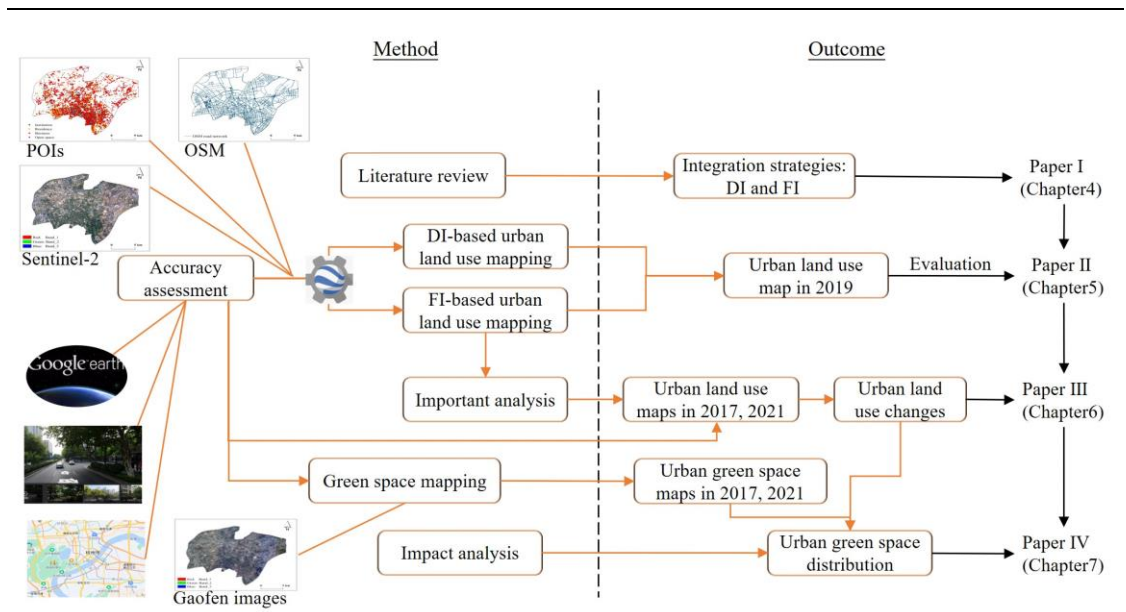 Method
Outcome
POIs
OSM
Sentinel-2
Literature review
Integration strategies:
DI and FI
Paper I
(Chapter4)
DI-based urban
land use mapping
Accuracy
assessment
FI-based urban
land use mapping
Urban land use
map in 2019
Evaluation
Paper II
(Chapter5)
Google earth
Important analysis
Urban land use
maps in 2017, 2021
Urban land
use changes
Paper III
(Chapter6)
Green space mapping
Urban green space
maps in 2017, 2021
Impact analysis
Urban green space
distribution
Paper IV
(Chapter7)
Gaofen images